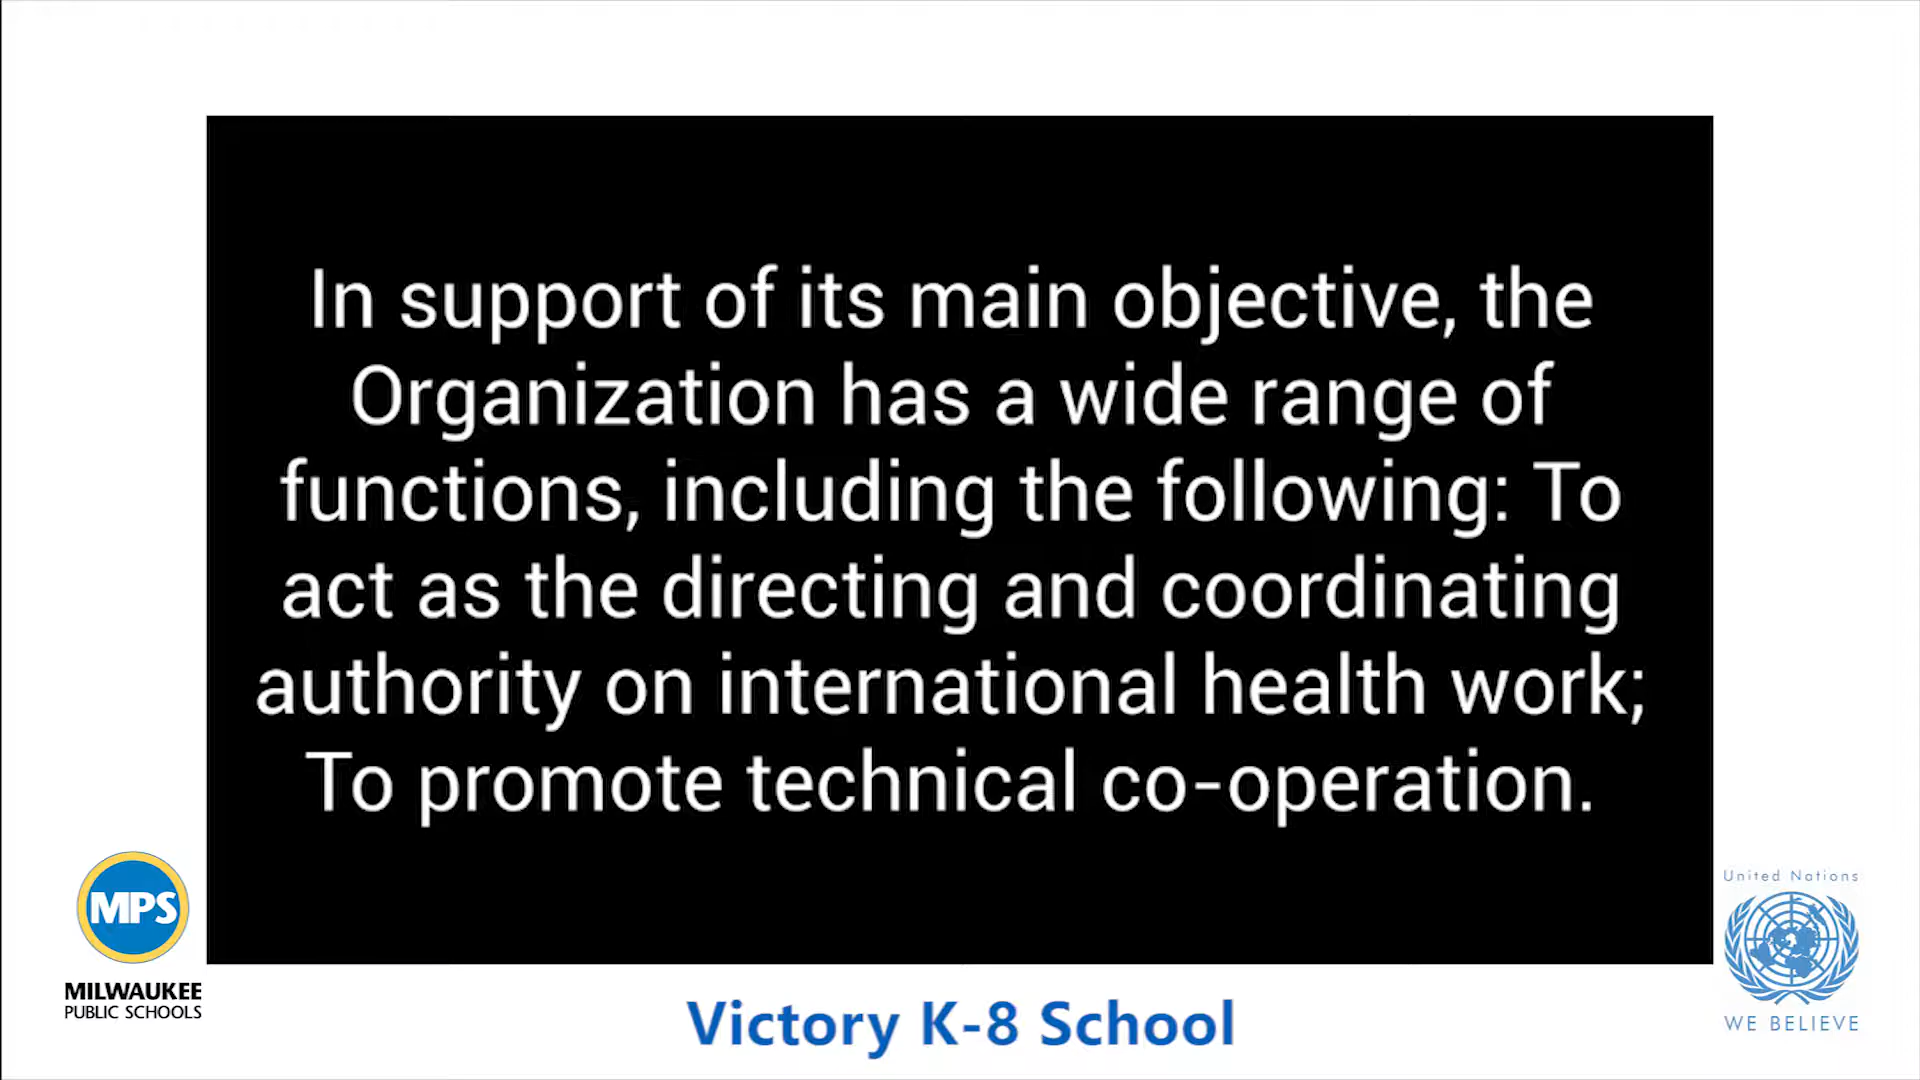 In support of its main objective, the
Organization has a wide range of
functions, including the following: To
act as the directing and coordinating
authority on international health work;
To promote technical co-operation.
MPS
MILWAUKEE
PUBLIC SCHOOLS
United Nations
WE BELIEVE
Victory K-8 School